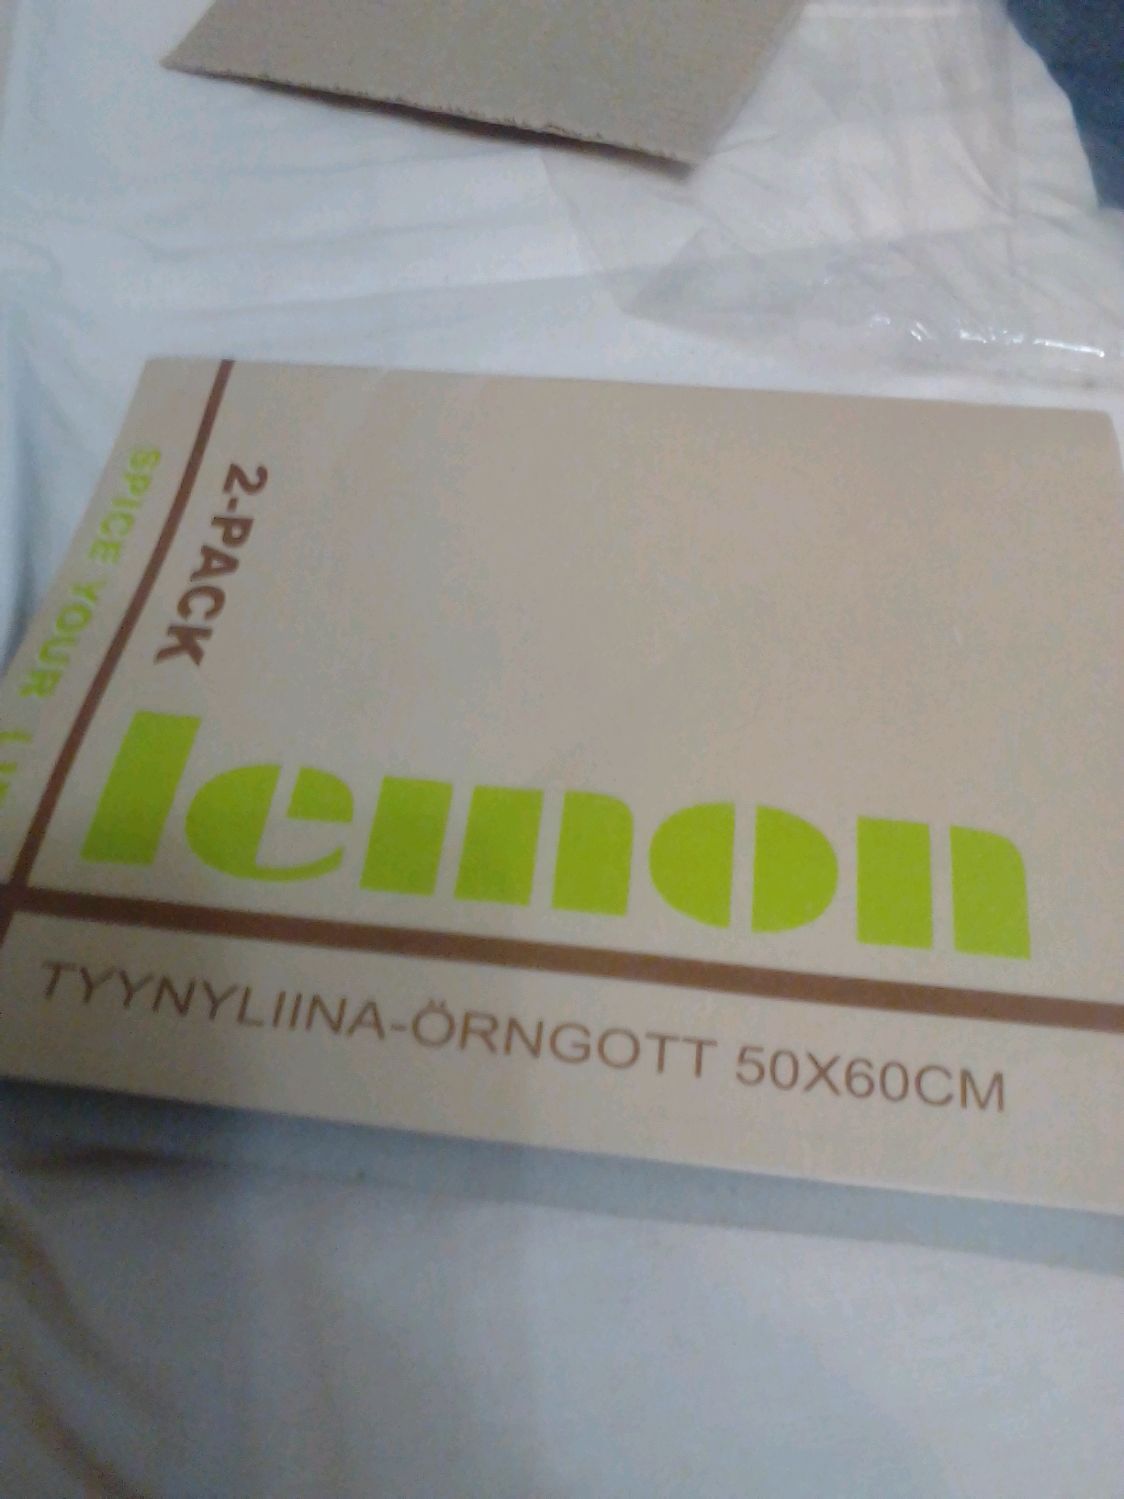 SPICE YOUR
2-PACK
lemon
TYYNYLIINA-ÖRNGOTT 50X60CM